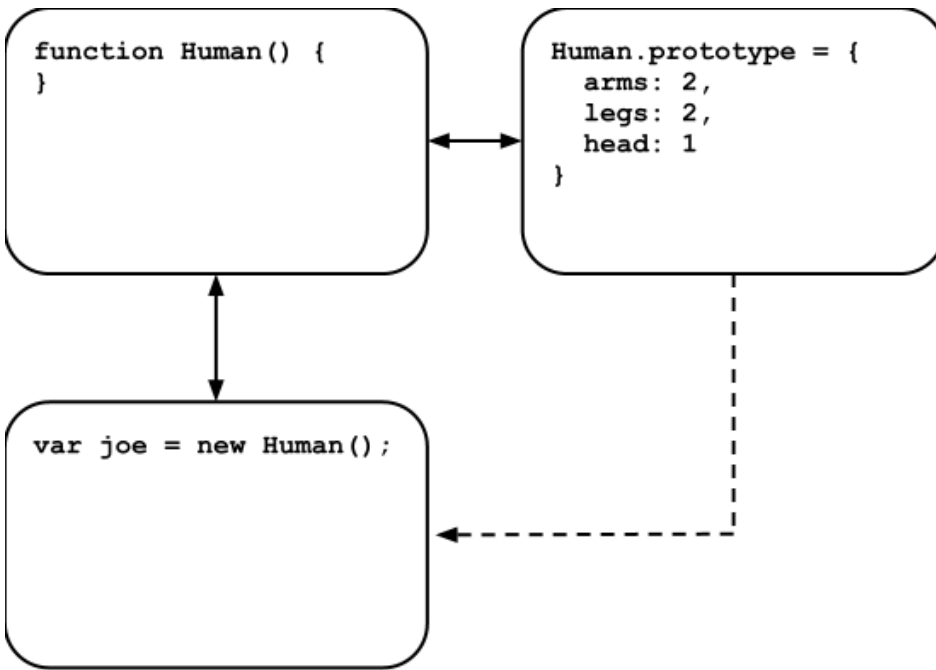 function Human() {
}
Human.prototype = {
  arms: 2,
  legs: 2,
  head: 1
}
var joe = new Human();